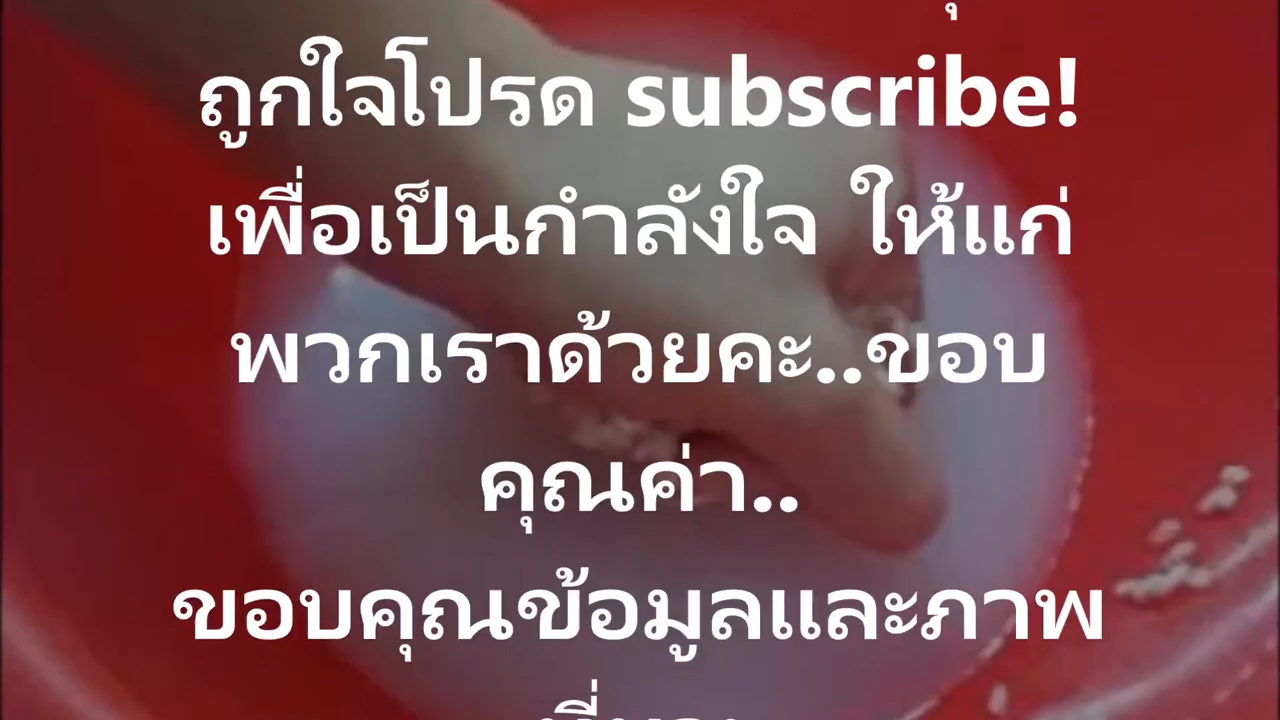 ถูกใจโปรด subscribe!
เพื่อเป็นกำลังใจ ให้แก่
พวกเราด้วยคะ..ขอบ
คุณค่า..
ขอบคุณข้อมูลและภาพ